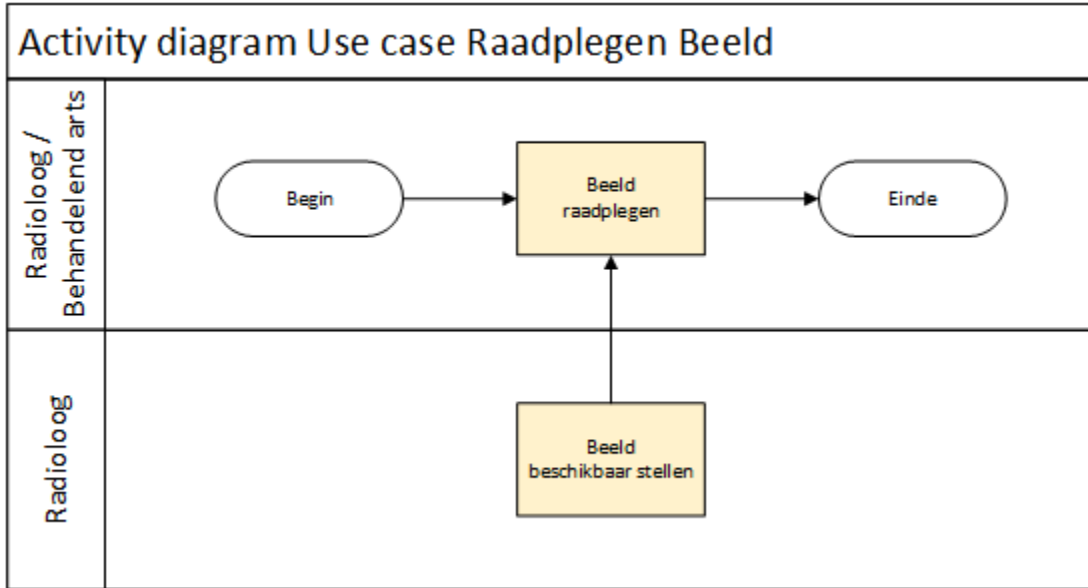 Activity diagram Use case Raadplegen Beeld
Radioloog /
Behandelend arts
Begin
Beeld
raadplegen
Einde
Radioloog
Beeld
beschikbaar stellen